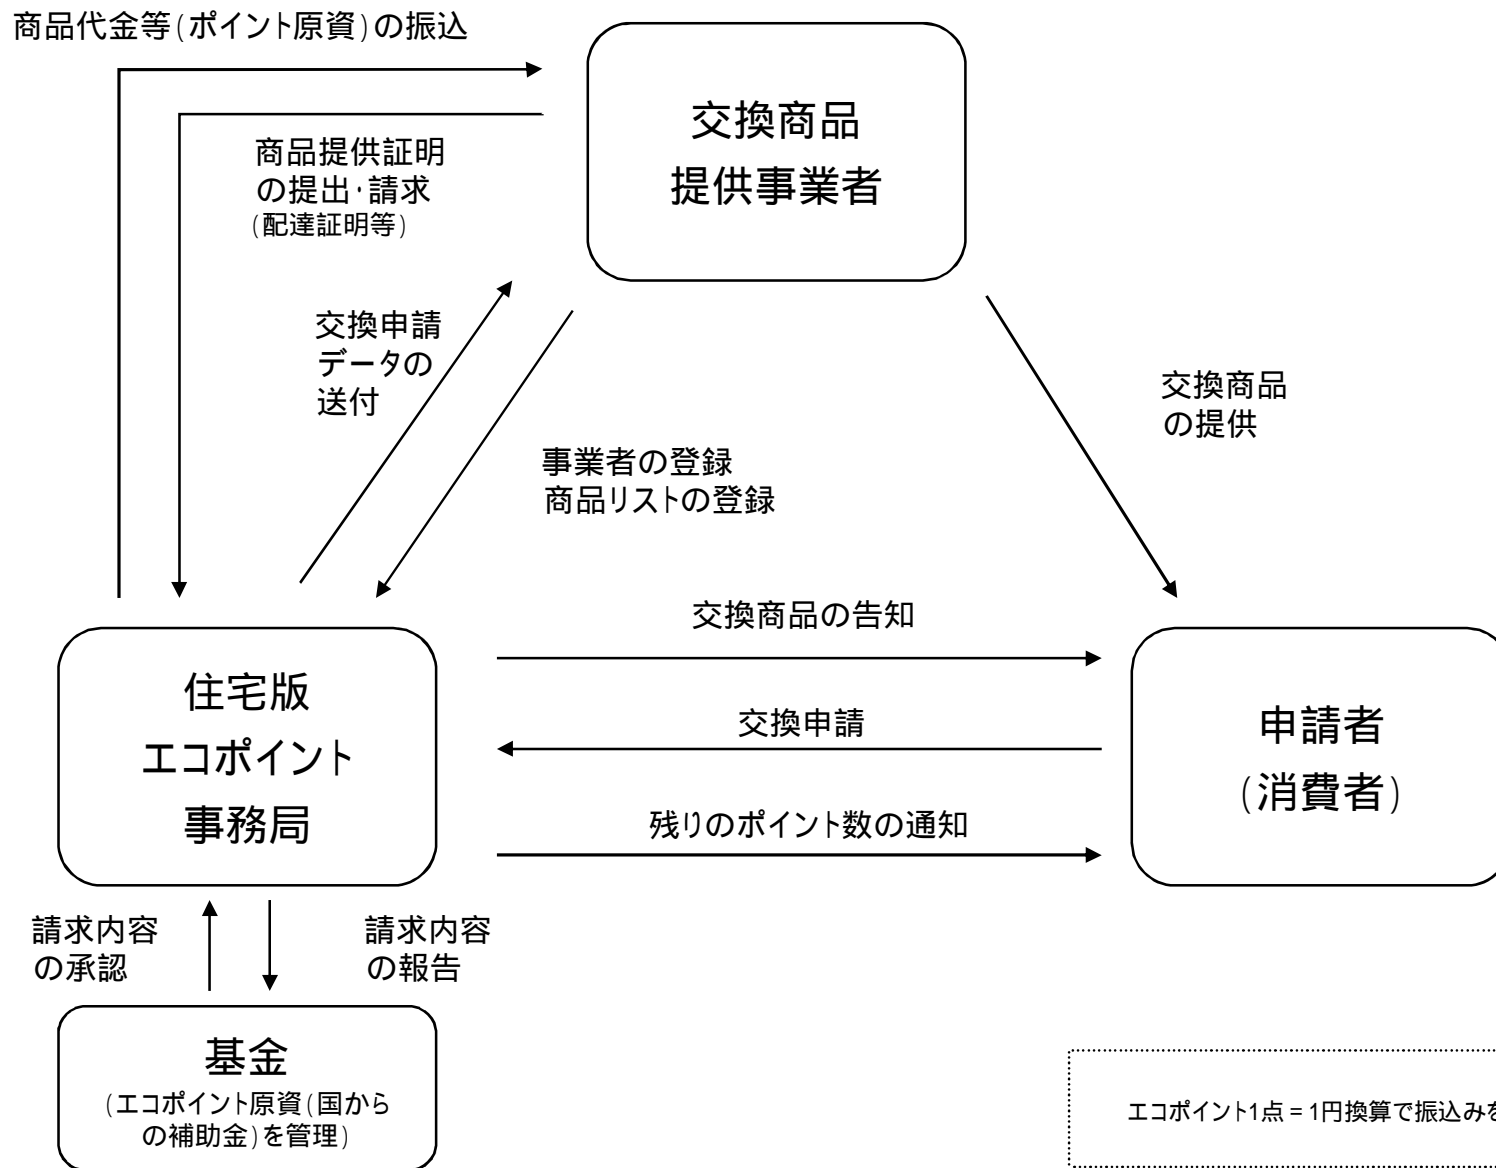 商品代金等(ポイント原資)の振込
交換商品
提供事業者
商品提供証明
の提出・請求
(配達証明等)
交換申請
データの
送付
交換商品
の提供
事業者の登録
商品リストの登録
交換商品の告知
住宅版
エコポイント
事務局
交換申請
申請者
(消費者)
残りのポイント数の通知
請求内容
の承認
請求内容
の報告
基金
(エコポイント原資(国から
の補助金)を管理)
エコポイント1点=1円換算で振込みを